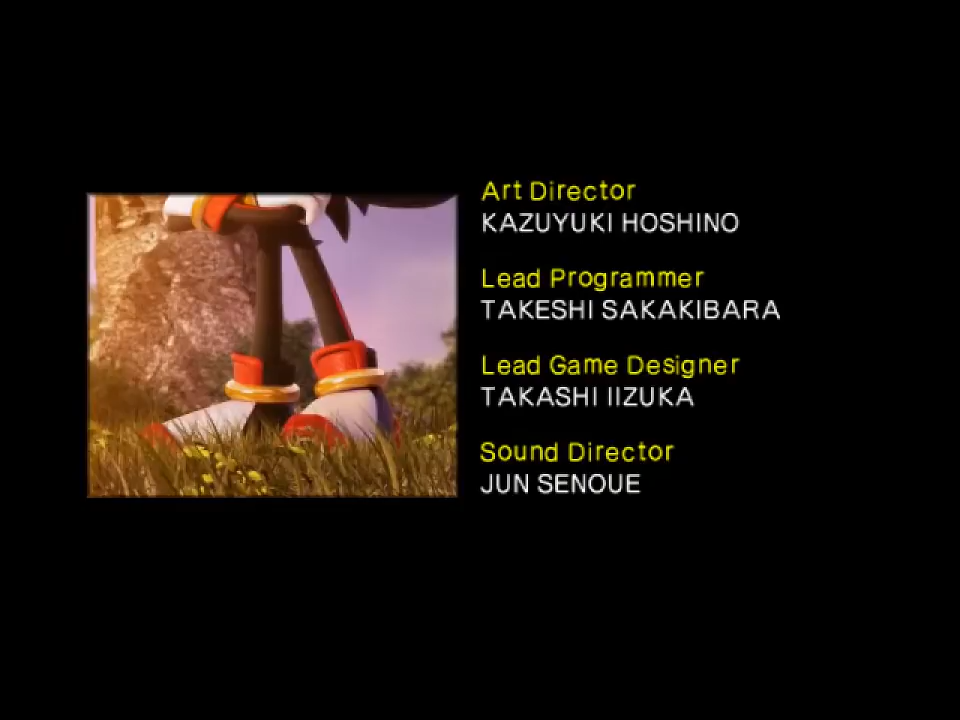 Art Director
KAZUYUKI HOSHINO
Lead Programmer
TAKESHI SAKAKIBARA
Lead Game Designer
TAKASHI IIZUKA
Sound Director
JUN SENOUE